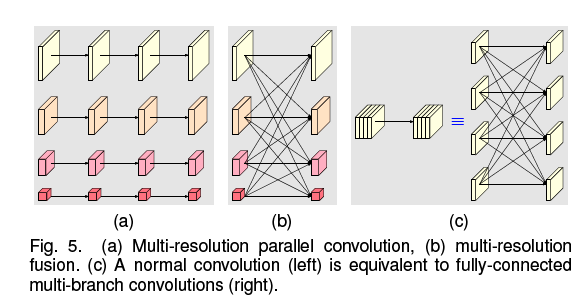 (a)
(b)
(c)
Fig. 5. (a) Multi-resolution parallel convolution, (b) multi-resolution
fusion. (c) A normal convolution (left) is equivalent to fully-connected
multi-branch convolutions (right).